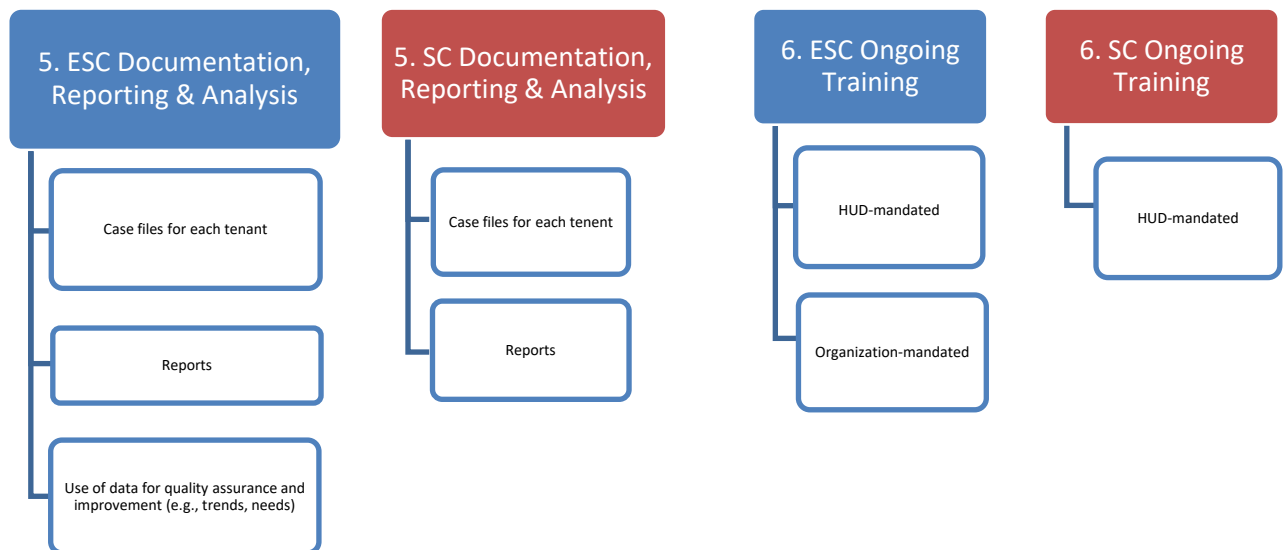 5. ESC Documentation,
Reporting & Analysis
Case files for each tenant
Reports
Use of data for quality assurance and
improvement (e.g., trends, needs)
5. SC Documentation,
Reporting & Analysis
Case files for each tenent
Reports
6. ESC Ongoing
Training
HUD-mandated
Organization-mandated
6. SC Ongoing
Training
HUD-mandated